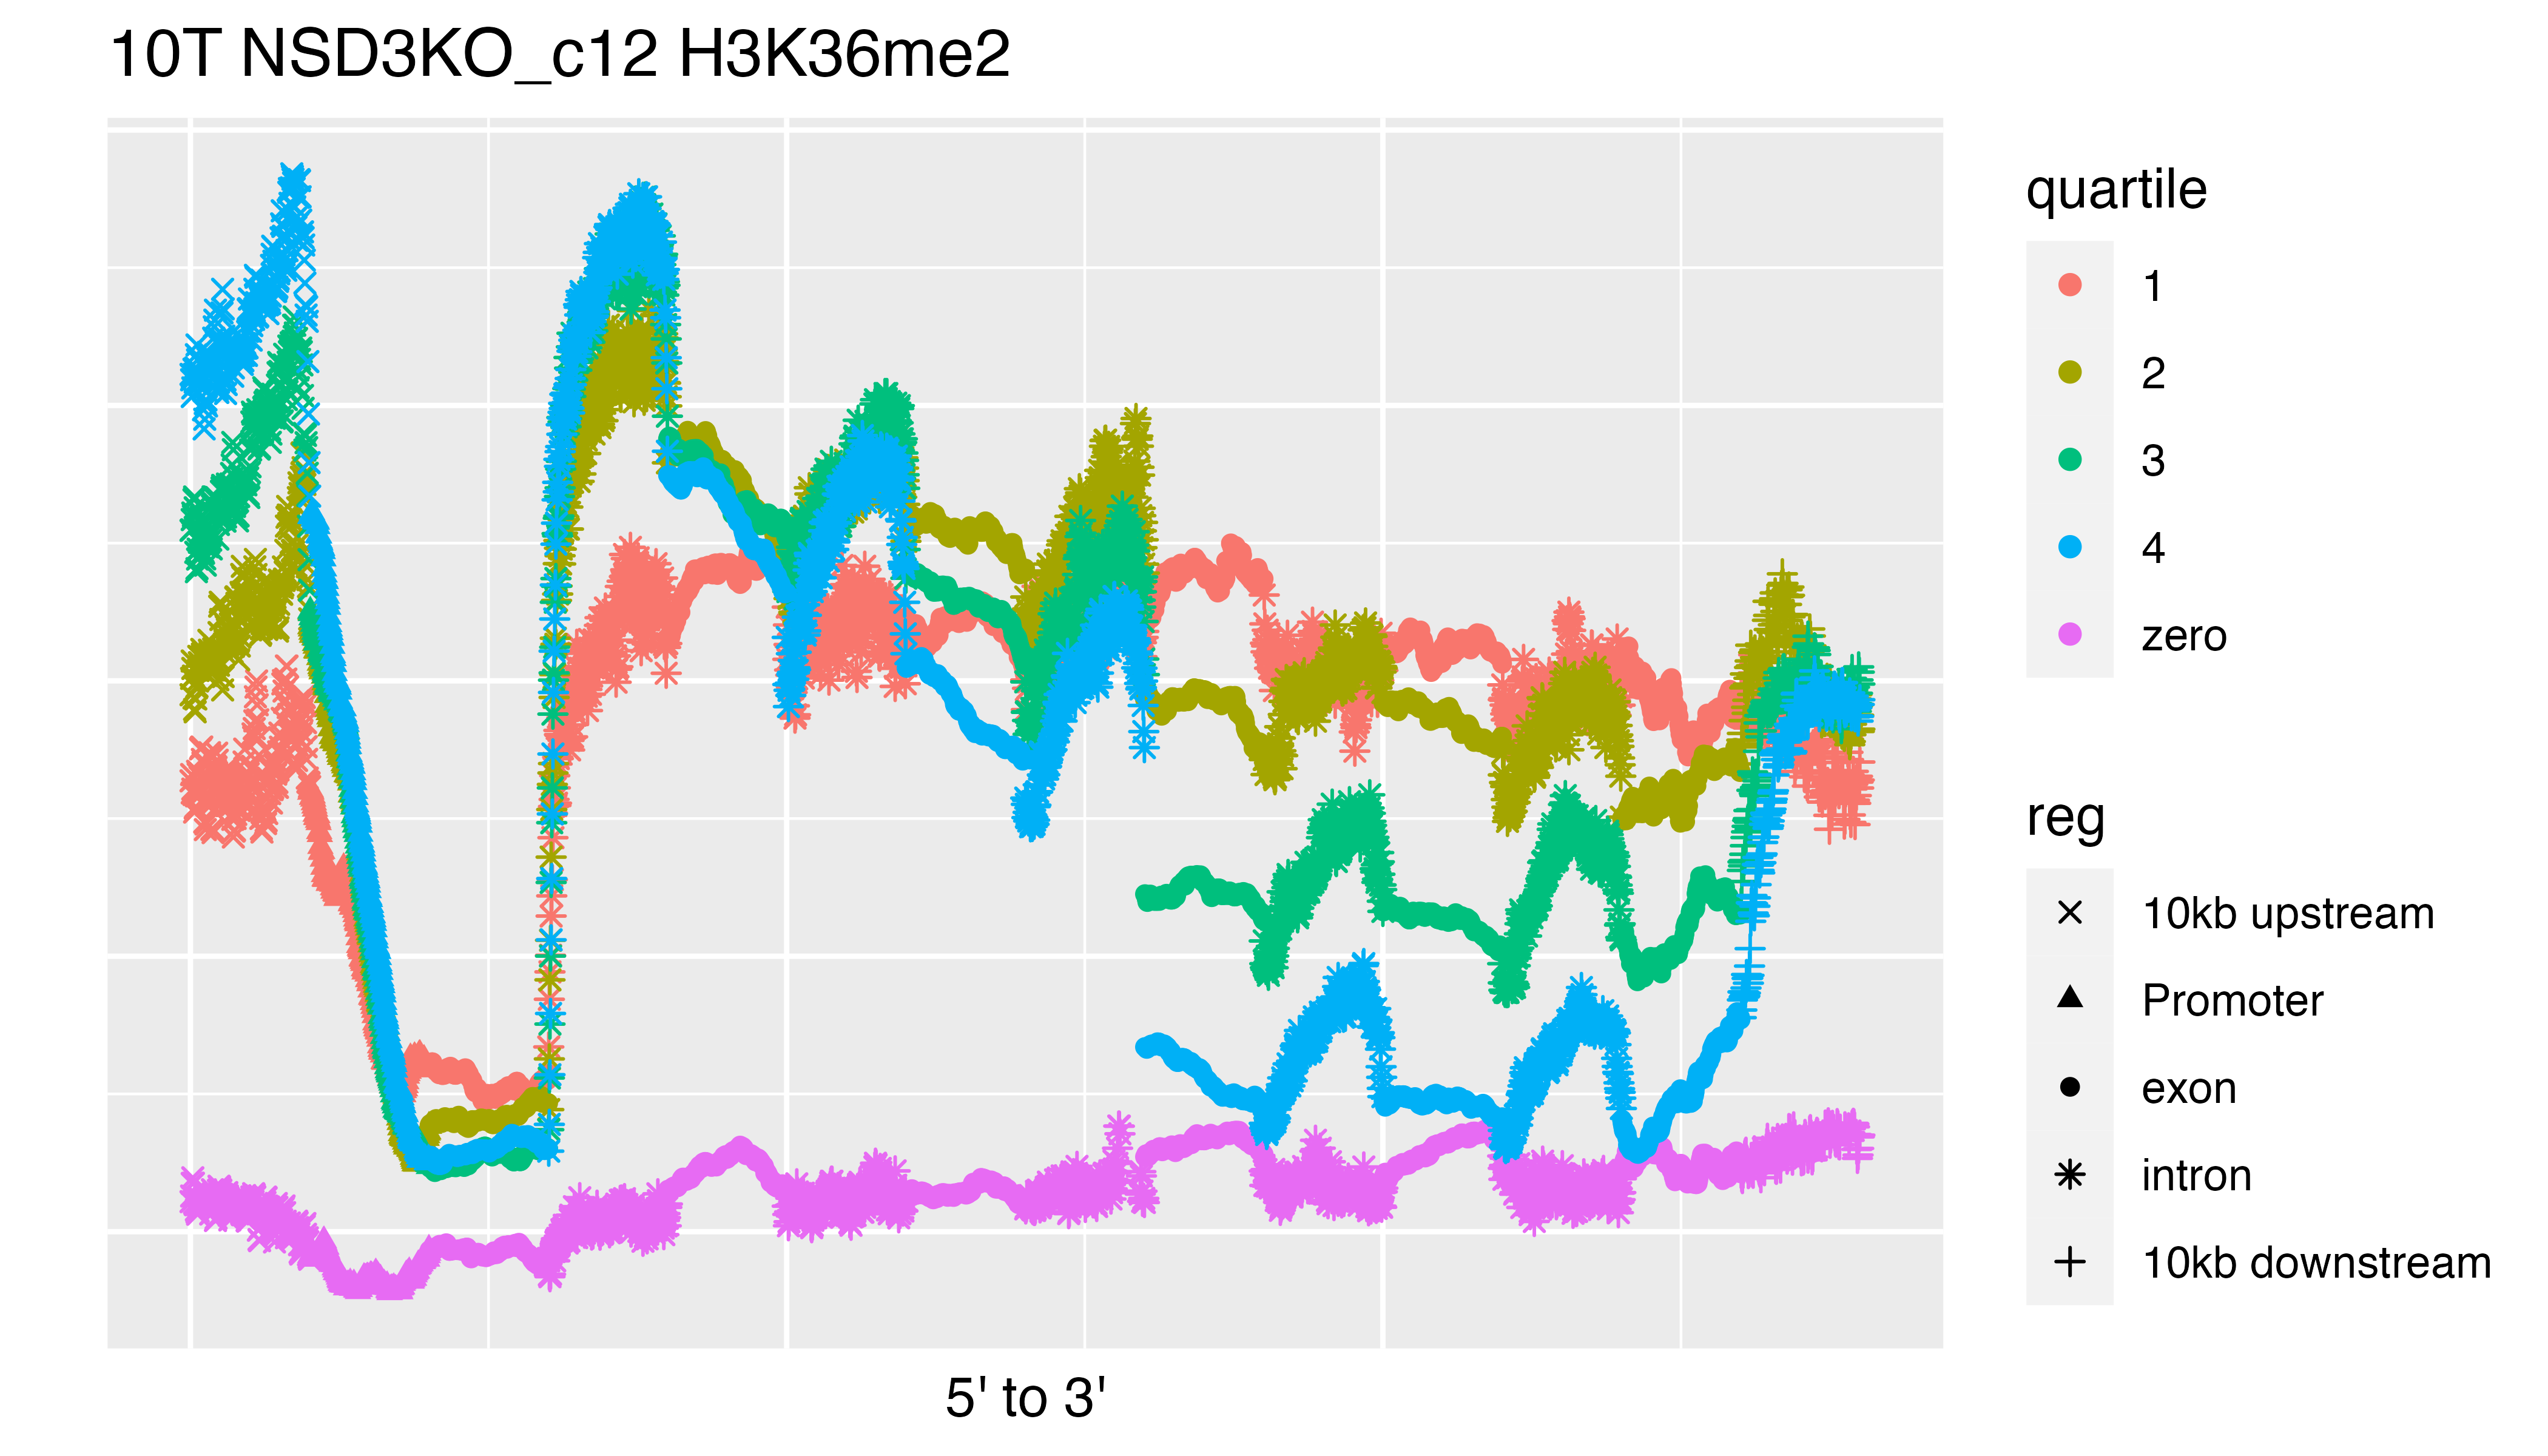 10T NSD3KO_c12 H3K36me2
quartile
1
2
3
4
zero
reg
10kb upstream
Promoter
exon
intron
10kb downstream
5' to 3'